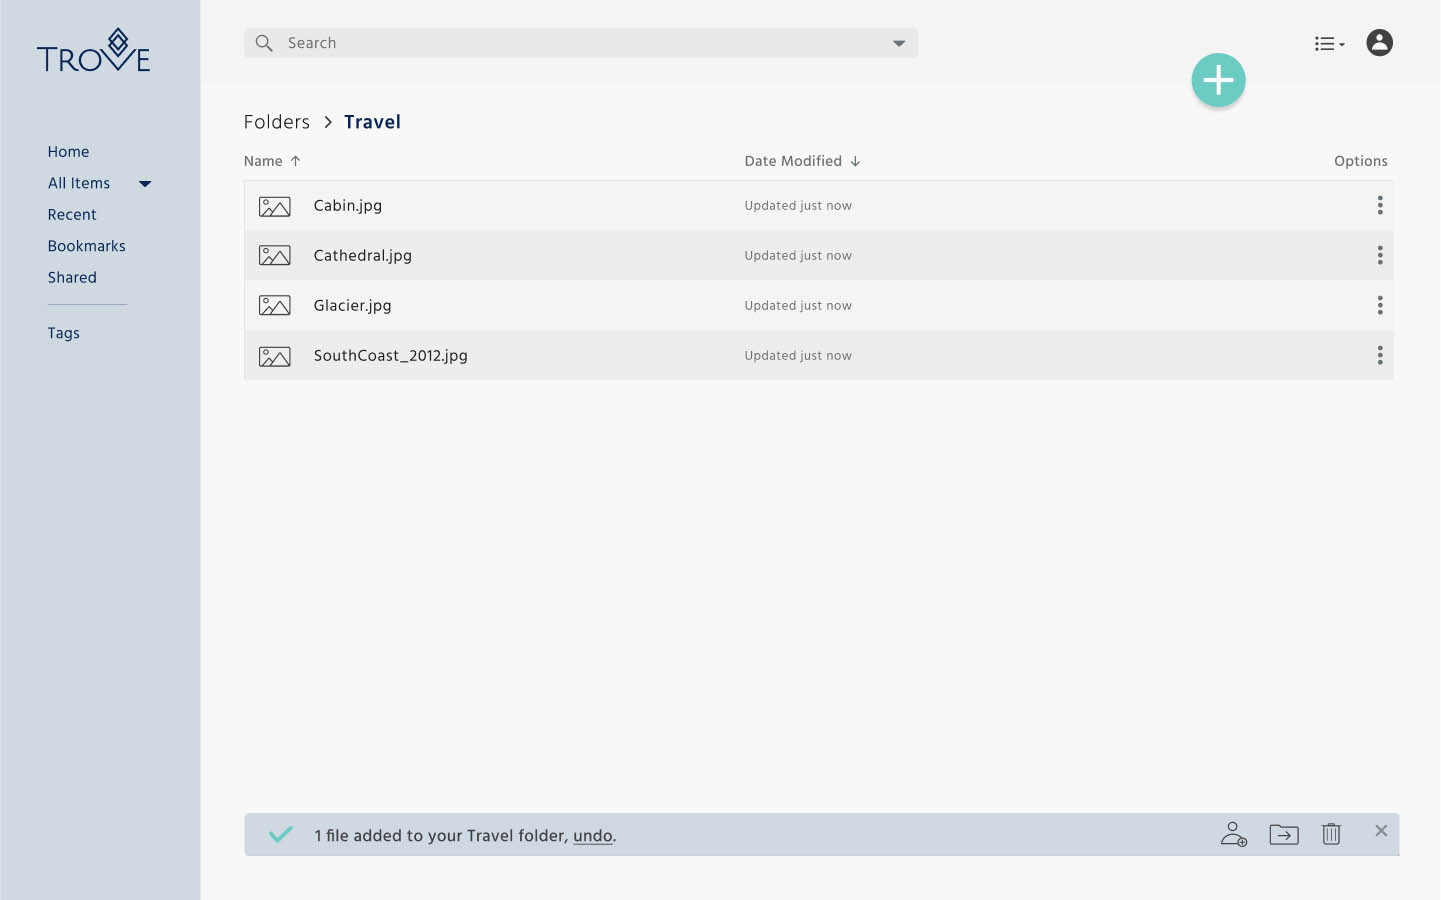 TROVE
Search
Folders > Travel
Home
All Items
Recent
Bookmarks
Shared
Tags
Name ↑ Date Modified ↓ Options
Cabin.jpg Updated just now
Cathedral.jpg Updated just now
Glacier.jpg Updated just now
SouthCoast_2012.jpg Updated just now
1 file added to your Travel folder, undo.